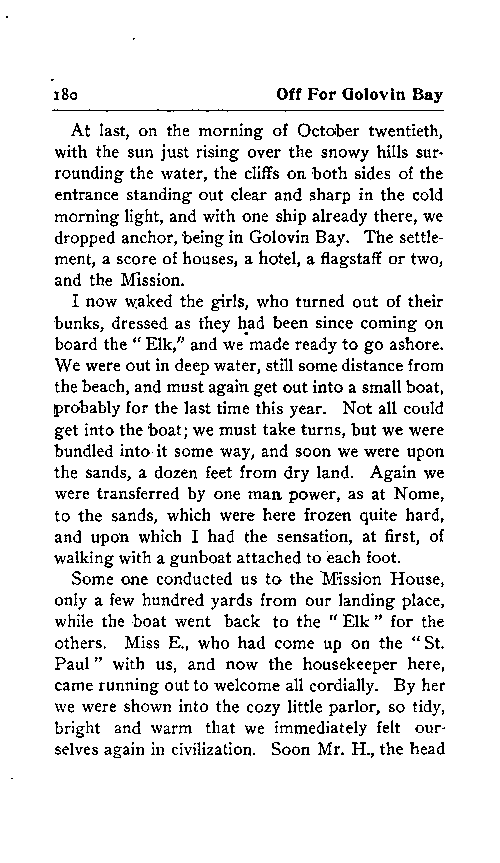 180 Off For Golovin Bay
At last, on the morning of October twentieth,
with the sun just rising over the snowy hills sur-
rounding the water, the cliffs on both sides of the
entrance standing out clear and sharp in the cold
morning light, and with one ship already there, we
dropped anchor, being in Golovin Bay. The settle-
ment, a score of houses, a hotel, a flagstaff or two,
and the Mission.
I now waked the girls, who turned out of their
bunks, dressed as they had been since coming on
board the "Elk," and we made ready to go ashore.
We were out in deep water, still some distance from
the beach, and must again get out into a small boat,
probably for the last time this year. Not all could
get into the boat; we must take turns, but we were
bundled into it some way, and soon we were upon
the sands, a dozen feet from dry land. Again we
were transferred by one man power, as at Nome,
to the sands, which were here frozen quite hard,
and upon which I had the sensation, at first, of
walking with a gunboat attached to each foot.
Some one conducted us to the Mission House,
only a few hundred yards from our landing place,
while the boat went back to the "Elk" for the
others. Miss E., who had come up on the "St.
Paul" with us, and now the housekeeper here,
came running out to welcome all cordially. By her
we were shown into the cozy little parlor, so tidy,
bright and warm that we immediately felt our-
selves again in civilization. Soon Mr. H., the head